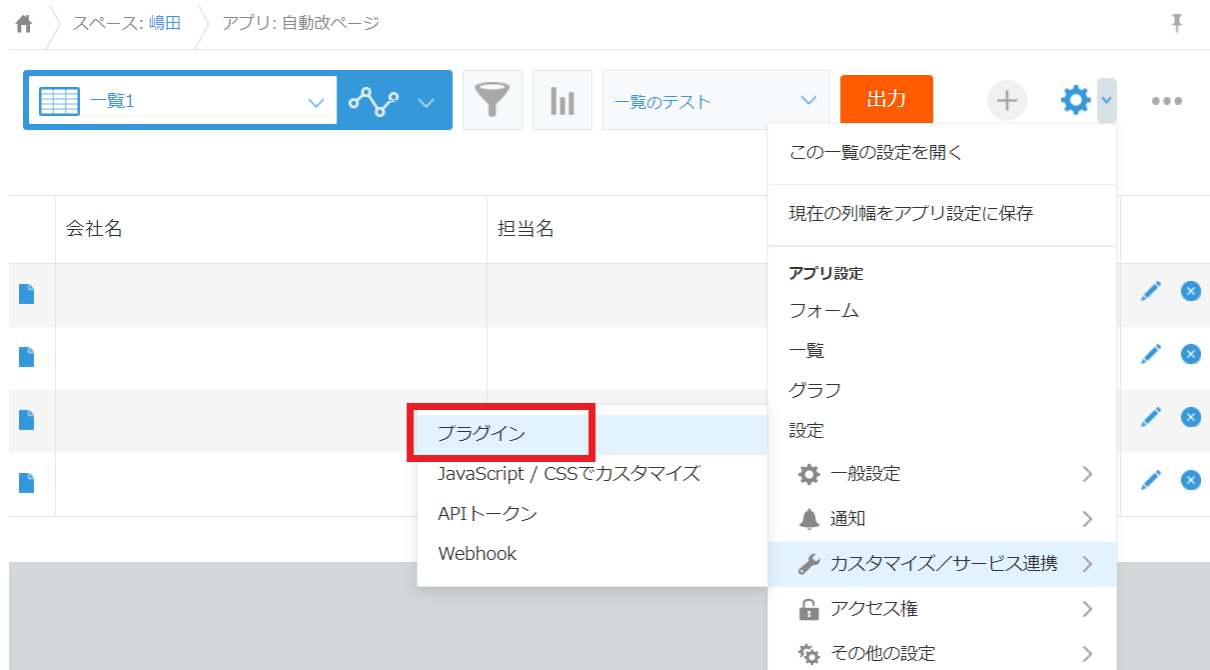 スペース: 嶋田 アプリ: 自動改ページ
一覧1 一覧のテスト 出力
この一覧の設定を開く
現在の列幅をアプリ設定に保存
会社名 担当名
アプリ設定
フォーム
一覧
グラフ
設定
一般設定
通知
カスタマイズ／サービス連携
アクセス権
その他の設定
プラグイン
JavaScript / CSSでカスタマイズ
APIトークン
Webhook